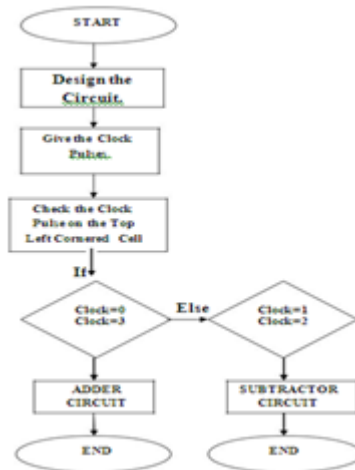 START
Design the
Circuit.
Give the Clock
Pulses.
Check the Clock
Pulse on the Top
Left Cornered Cell
If
Clock=0
Clock=3
Else
Clock=1
Clock=2
ADDER
CIRCUIT
SUBTRACTOR
CIRCUIT
END
END